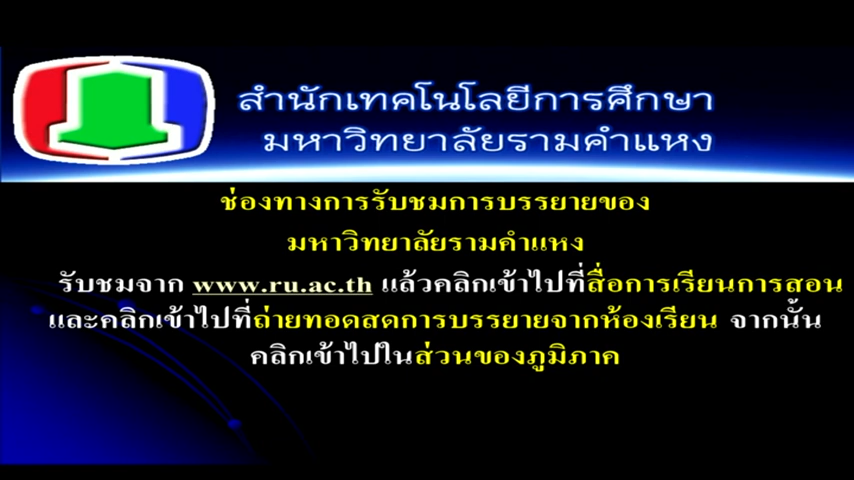 สำนักเทคโนโลยีการศึกษา
มหาวิทยาลัยรามคำแหง
ช่องทางการรับชมการบรรยายของ
มหาวิทยาลัยรามคำแหง
รับชมจาก www.ru.ac.th แล้วคลิกเข้าไปที่สื่อการเรียนการสอน
และคลิกเข้าไปที่ถ่ายทอดสดการบรรยายจากห้องเรียน จากนั้น
คลิกเข้าไปในส่วนของภูมิภาค